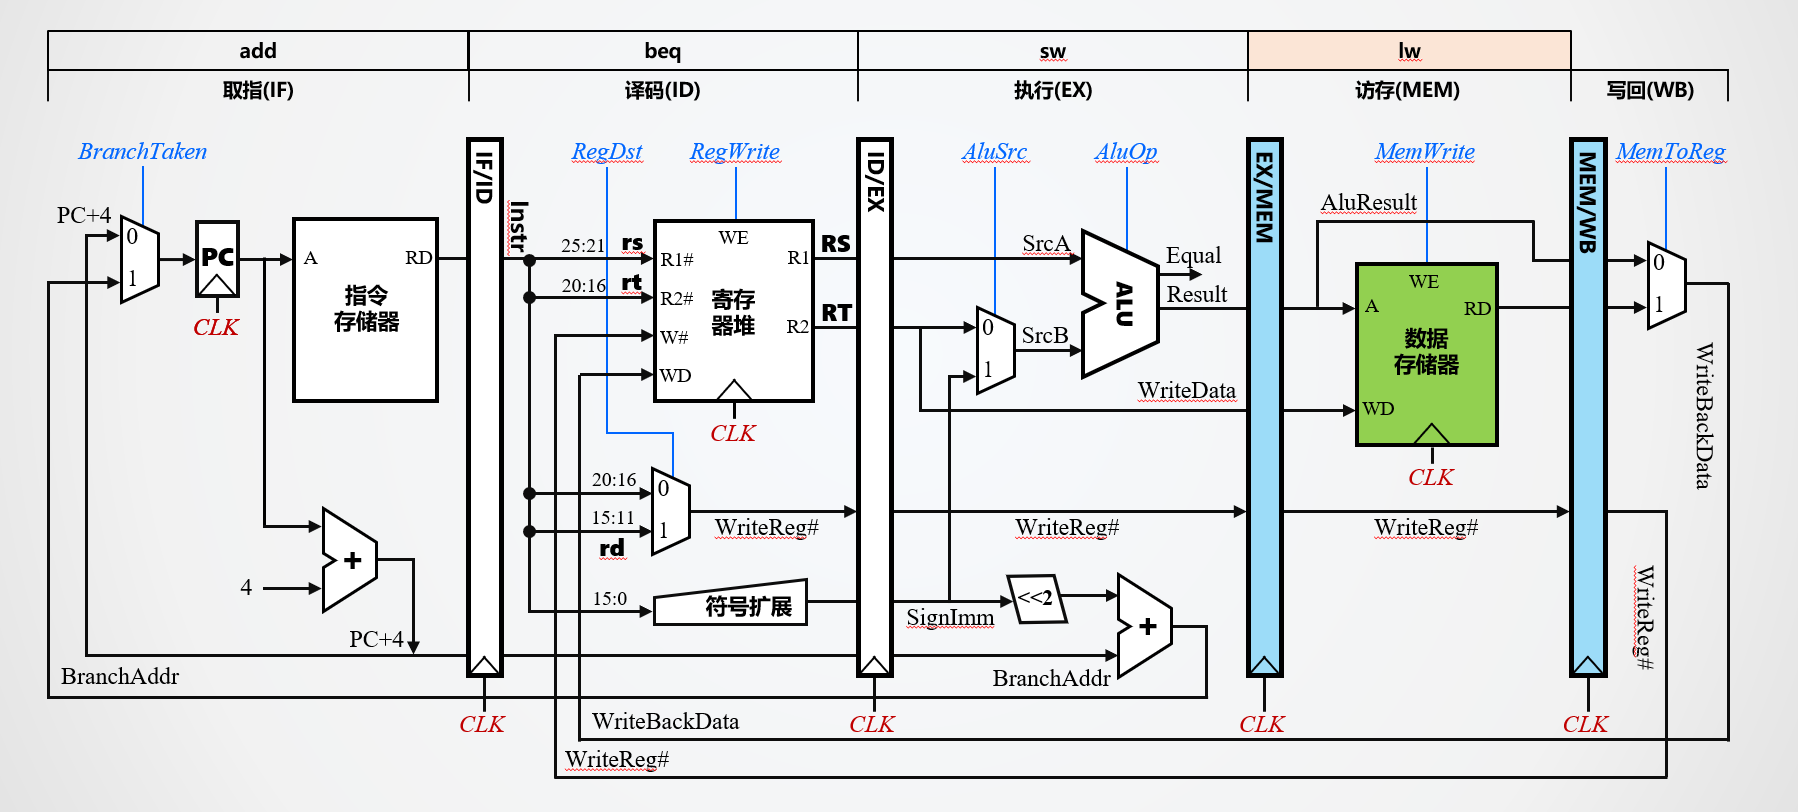 add
beq
sw
lw
取指(IF)
译码(ID)
执行(EX)
访存(MEM)
写回(WB)
BranchTaken
RegDst
RegWrite
AluSrc
AluOp
MemWrite
MemToReg
IF/ID
ID/EX
EX/MEM
MEM/WB
PC+4
0
1
PC
CLK
A
RD
指令
存储器
Instr
25:21
rs
20:16
rt
WE
R1#
R2#
W#
WD
R1
R2
寄存
器堆
CLK
RS
RT
SrcA
0
1
SrcB
ALU
Equal
Result
WriteData
AluResult
WE
A
RD
WD
数据
存储器
CLK
0
1
WriteBackData
20:16
15:11
rd
0
1
WriteReg#
WriteReg#
WriteReg#
WriteReg#
4
+
PC+4
15:0
符号扩展
SignImm
<<2
+
BranchAddr
BranchAddr
CLK
CLK
CLK
CLK
WriteBackData
WriteReg#